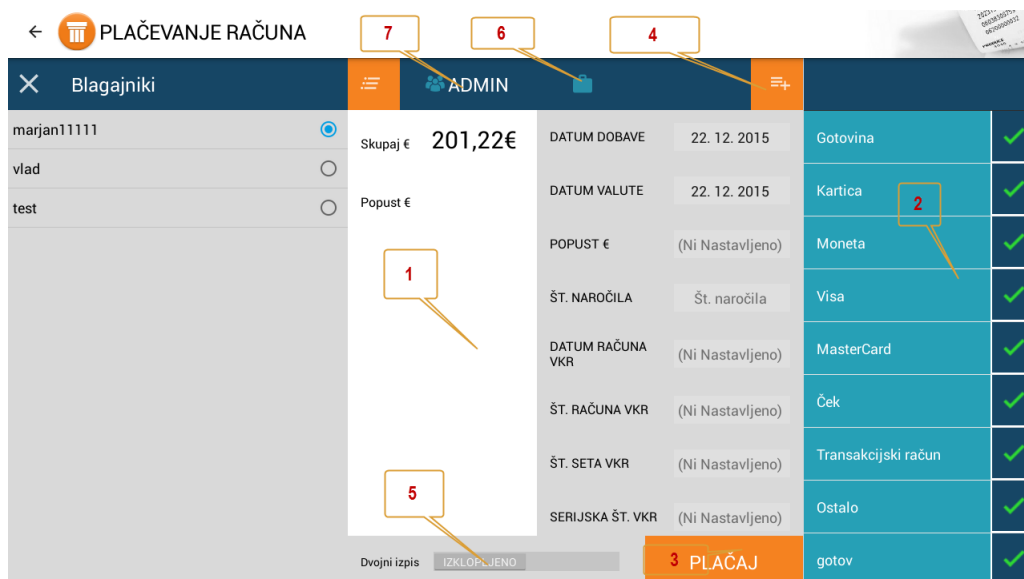 PLAČEVANJE RAČUNA
7
6
4
Blagajniki
ADMIN
marjan11111
vlad
test
Skupaj € 201,22€
Popust €
1
DATUM DOBAVE 22. 12. 2015
DATUM VALUTE 22. 12. 2015
POPUST € (Ni Nastavljeno)
ŠT. NAROČILA Št. naročila
DATUM RAČUNA
VKR (Ni Nastavljeno)
ŠT. RAČUNA VKR (Ni Nastavljeno)
ŠT. SETA VKR (Ni Nastavljeno)
SERIJSKA ŠT. VKR (Ni Nastavljeno)
5
Dvojni izpis IZKLOPLJENO
3 PLAČAJ
Gotovina
Kartica
2
Moneta
Visa
MasterCard
Ček
Transakcijski račun
Ostalo
gotov